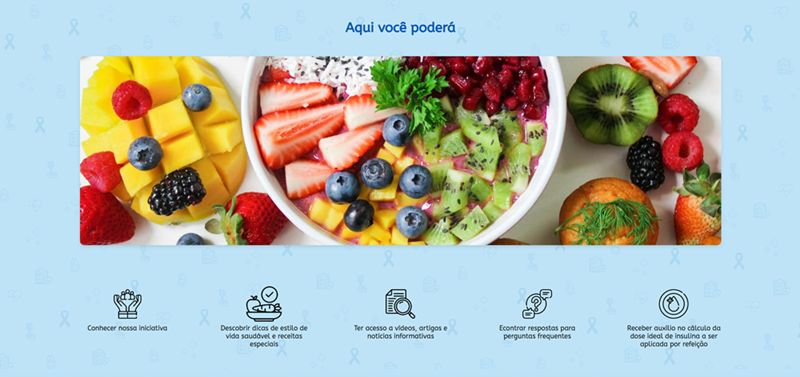 Aqui você poderá
Conhecer nossa iniciativa
Descobrir dicas de estilo de
vida saudável e receitas
especiais
Ter acesso a vídeos, artigos e
notícias informativas
Econtrar respostas para
perguntas frequentes
Receber auxílio no cálculo da
dose ideal de insulina a ser
aplicada por refeição